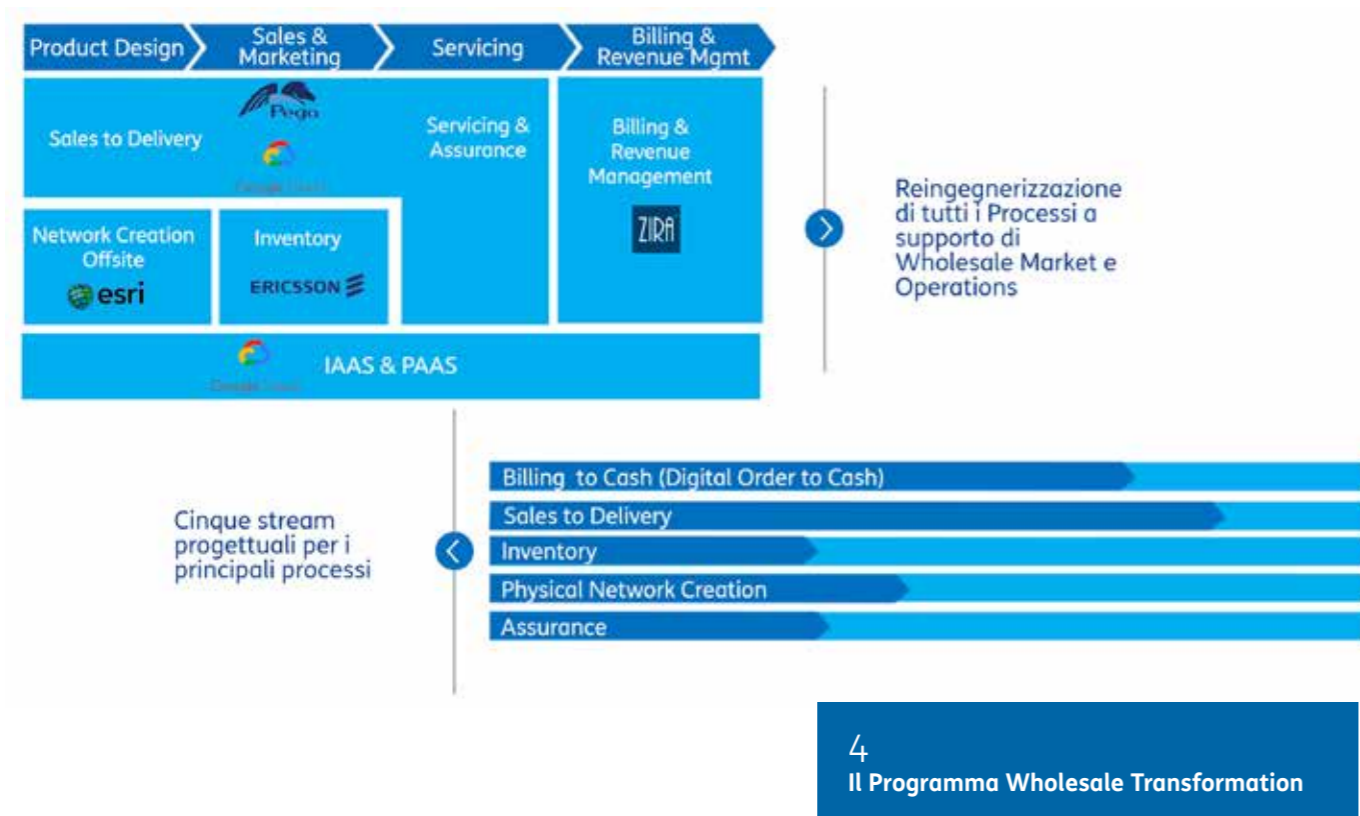 Product Design
Sales &
Marketing
Servicing
Billing &
Revenue Mgmt
Pega
Sales to Delivery
Servicing &
Assurance
Billing &
Revenue
Management
ZIRA
Network Creation
Offsite
esri
Inventory
ERICSSON
IAAS & PAAS
Reingegnerizzazione
di tutti i Processi a
supporto di
Wholesale Market e
Operations
Cinque stream
progettuali per i
principali processi
Billing to Cash (Digital Order to Cash)
Sales to Delivery
Inventory
Physical Network Creation
Assurance
4
Il Programma Wholesale Transformation